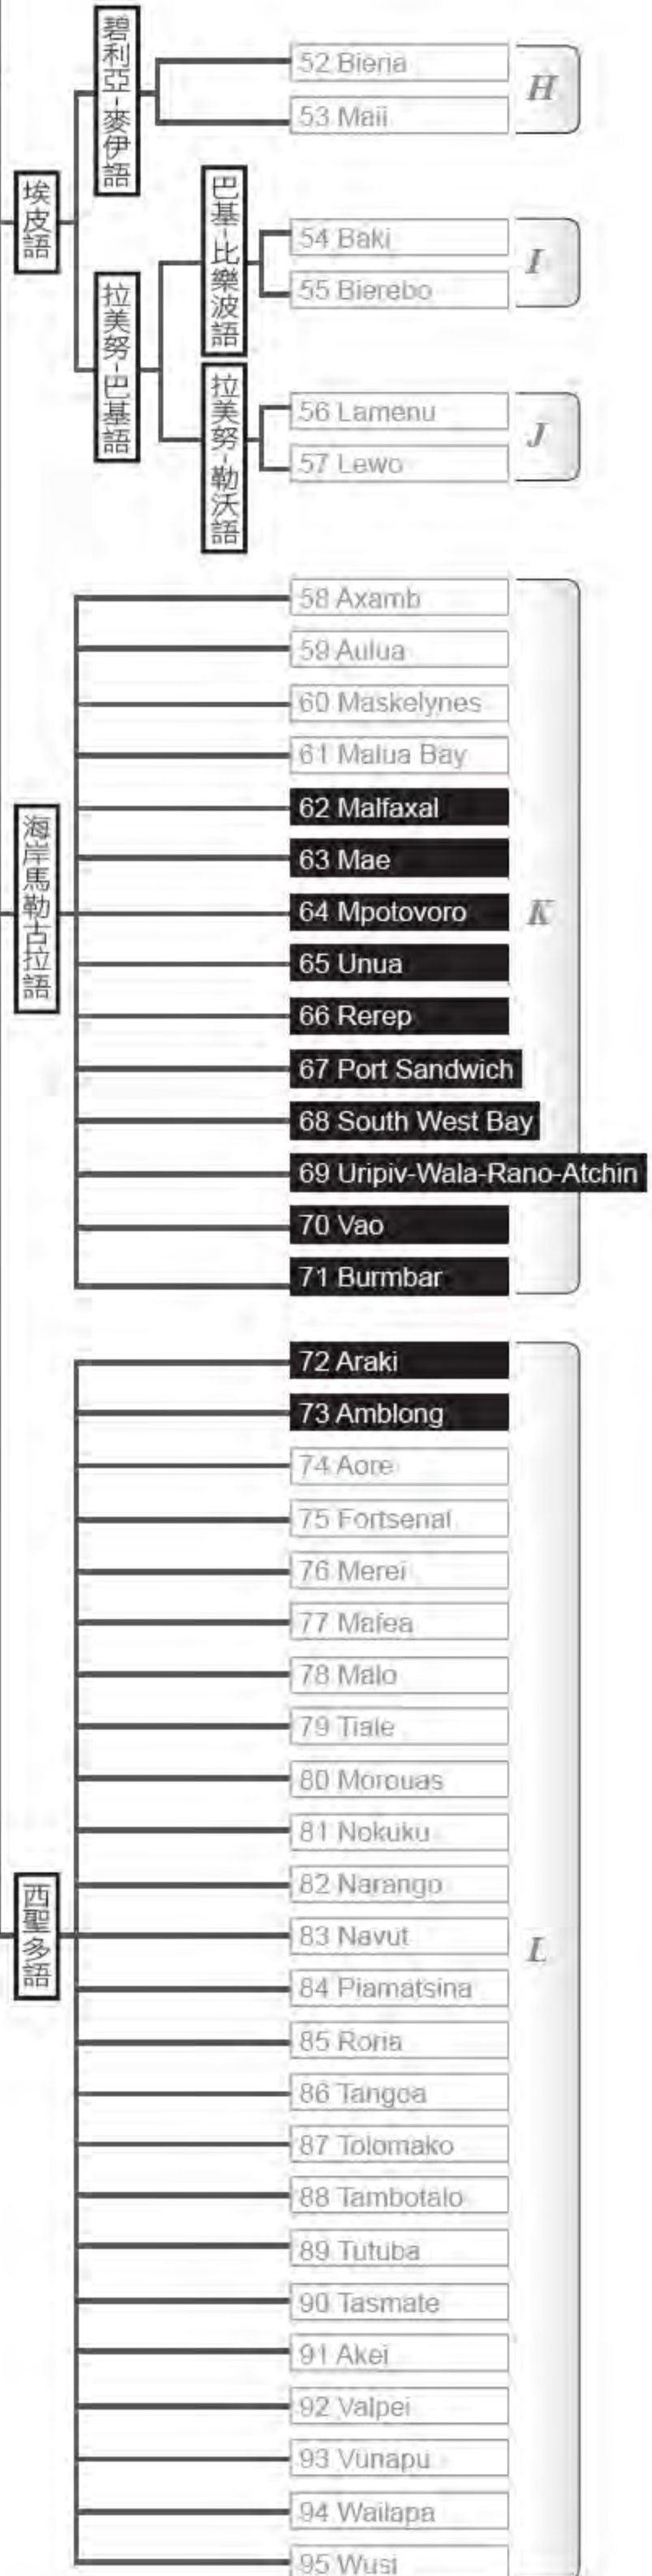 埃皮語
碧利亞-麥伊語
52 Bieria
53 Maii
H
拉美努-巴基語
巴基-比樂波語
54 Baki
55 Bierebo
I
拉美努-勒沃語
56 Lamenu
57 Lewo
J
海岸馬勒古拉語
58 Axamb
59 Aulua
60 Maskelynes
61 Malua Bay
62 Malfaxal
63 Mae
64 Mpotovoro
65 Unua
66 Rerep
67 Port Sandwich
68 South West Bay
69 Uripiv-Wala-Rano-Atchin
70 Vao
71 Burmbar
K
西聖多語
72 Araki
73 Amblong
74 Aore
75 Fortsenal
76 Merei
77 Mafea
78 Malo
79 Tiale
80 Morouas
81 Nokuku
82 Narango
83 Navut
84 Piamatsina
85 Roria
86 Tangoa
87 Tolomako
88 Tambotalo
89 Tutuba
90 Tasmate
91 Akei
92 Valpei
93 Vunapu
94 Wailapa
95 Wusi
L